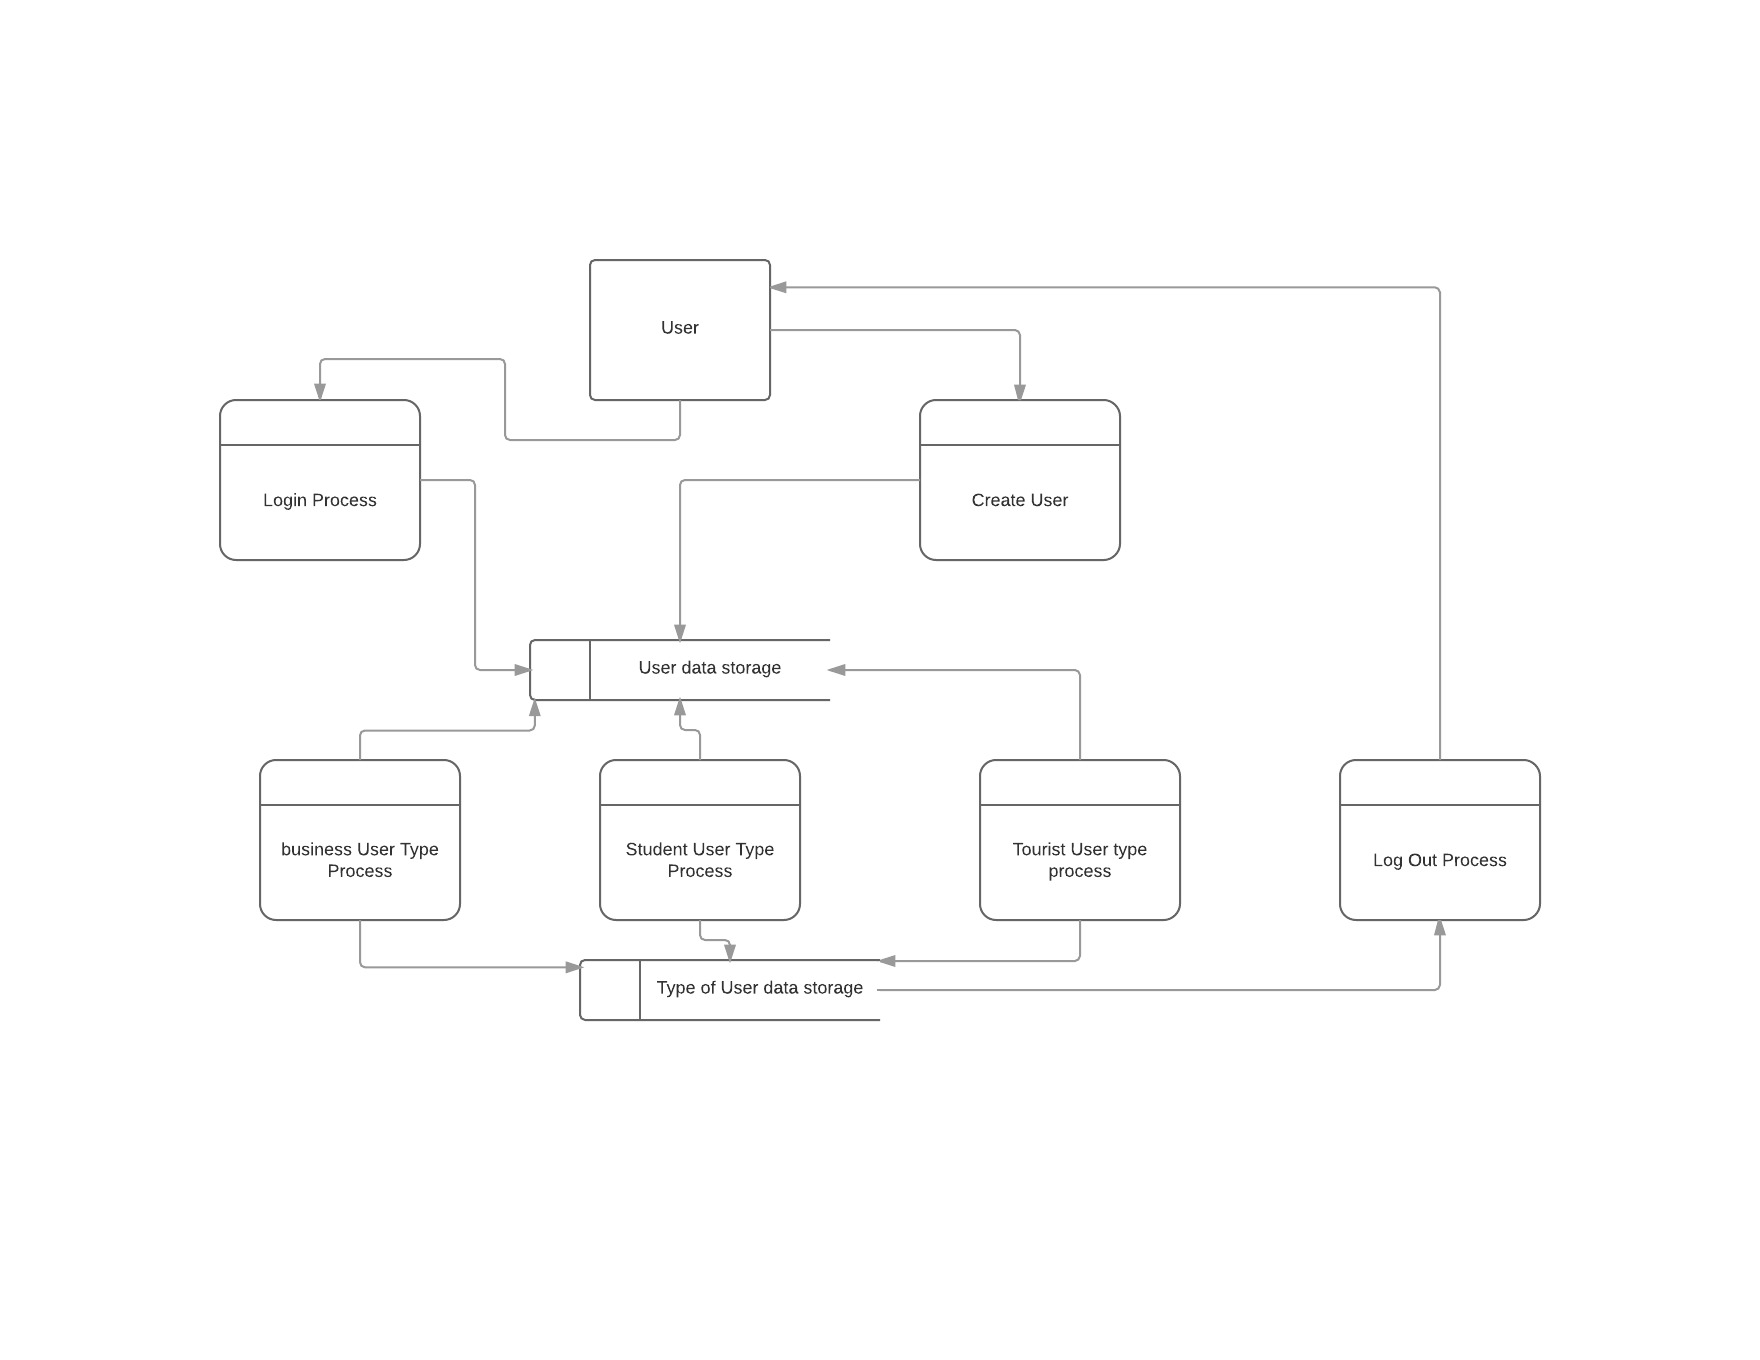 User
Login Process
Create User
User data storage
business User Type
Process
Student User Type
Process
Tourist User type
process
Log Out Process
Type of User data storage